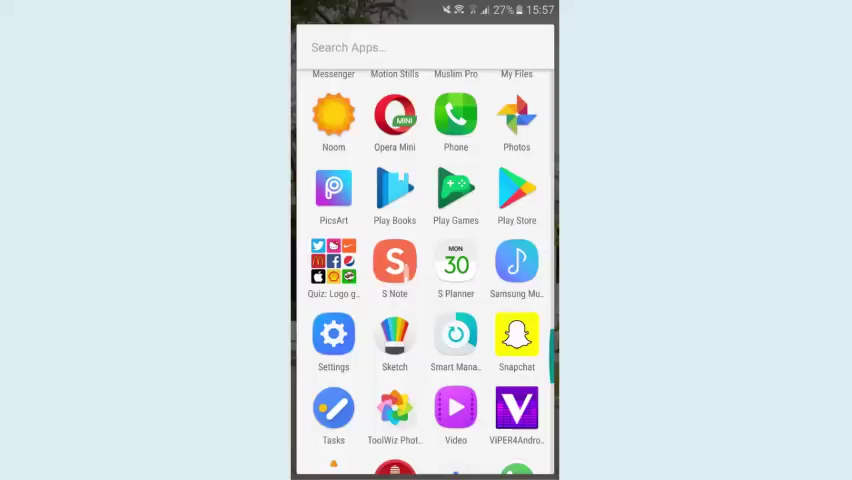 27% 15:57
Search Apps...
Messenger Motion Stills Muslim Pro My Files
MINI
Noom Opera Mini Phone Photos
PicsArt Play Books Play Games Play Store
MON
S 30
Quiz: Logo g.. S Note S Planner Samsung Mu..
Settings Sketch Smart Mana.. Snapchat
V
Tasks ToolWiz Phot.. Video ViPER4Andro..